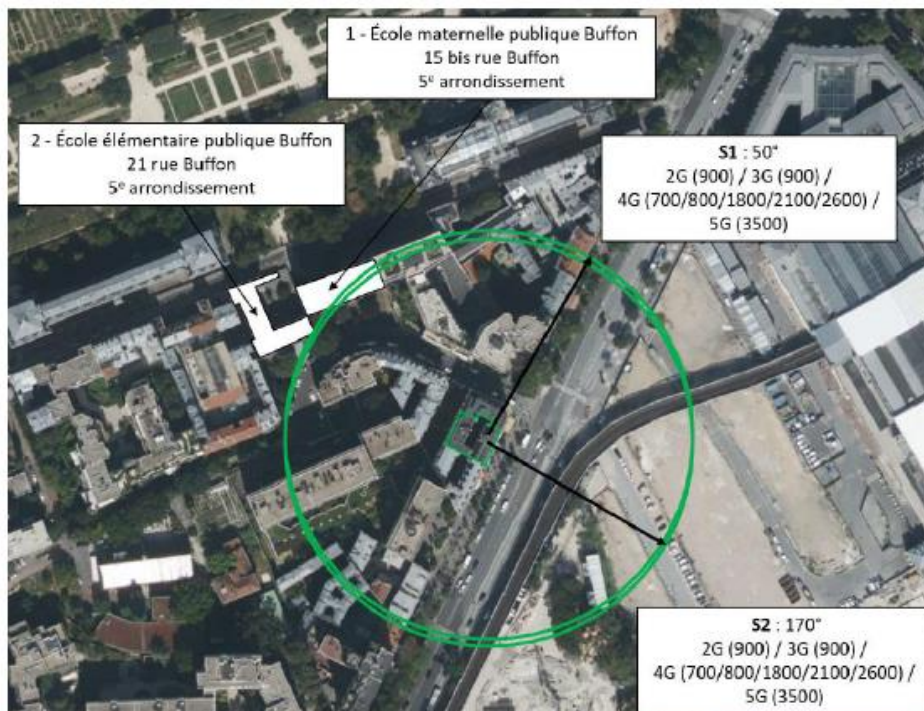 1 - École maternelle publique Buffon
15 bis rue Buffon
5ᵉ arrondissement
2 - École élémentaire publique Buffon
21 rue Buffon
5ᵉ arrondissement
S1 : 50°
2G (900) / 3G (900) /
4G (700/800/1800/2100/2600) /
5G (3500)
S2 : 170°
2G (900) / 3G (900) /
4G (700/800/1800/2100/2600) /
5G (3500)